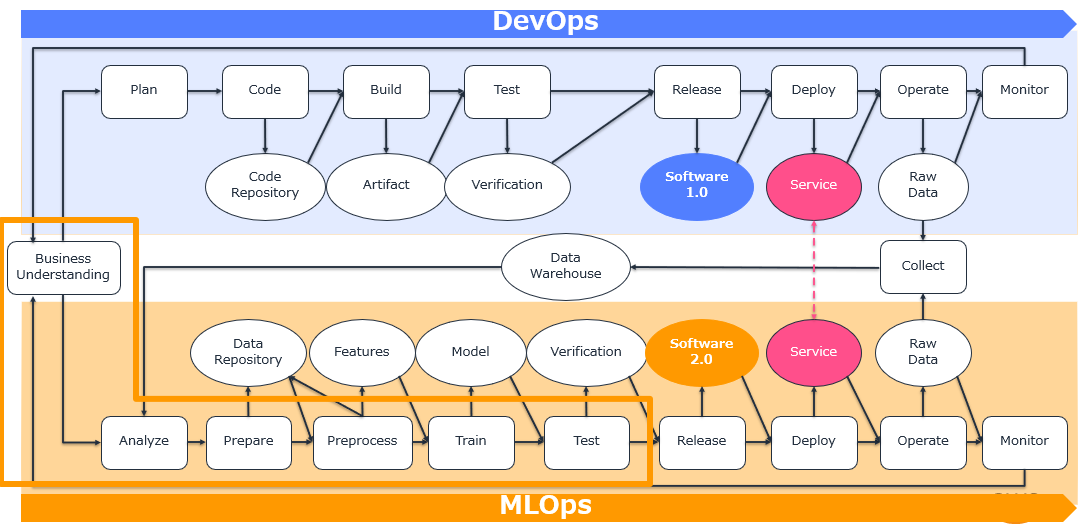 DevOps
Plan
Code
Build
Test
Release
Deploy
Operate
Monitor
Code
Repository
Artifact
Verification
Software
1.0
Service
Raw
Data
Business
Understanding
Data
Warehouse
Collect
Data
Repository
Features
Model
Verification
Software
2.0
Service
Raw
Data
Analyze
Prepare
Preprocess
Train
Test
Release
Deploy
Operate
Monitor
MLOps